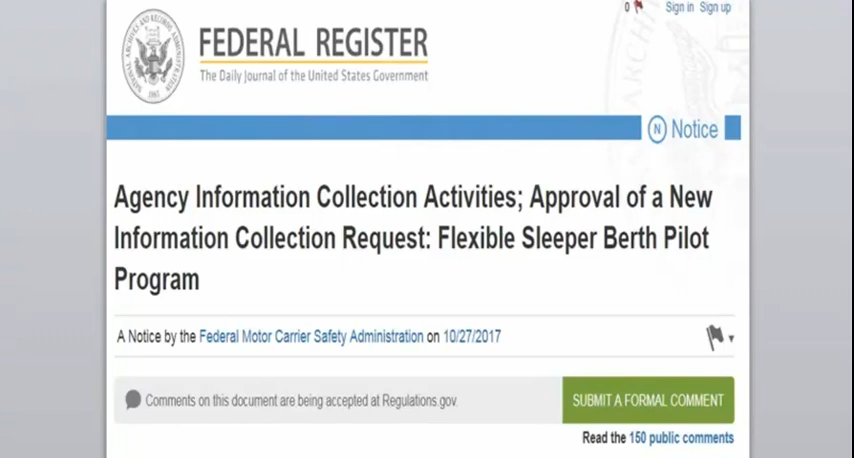 0 Sign in Sign up
FEDERAL REGISTER
The Daily Journal of the United States Government
N Notice
Agency Information Collection Activities; Approval of a New
Information Collection Request: Flexible Sleeper Berth Pilot
Program
A Notice by the Federal Motor Carrier Safety Administration on 10/27/2017
Comments on this document are being accepted at Regulations.gov.
SUBMIT A FORMAL COMMENT
Read the 150 public comments